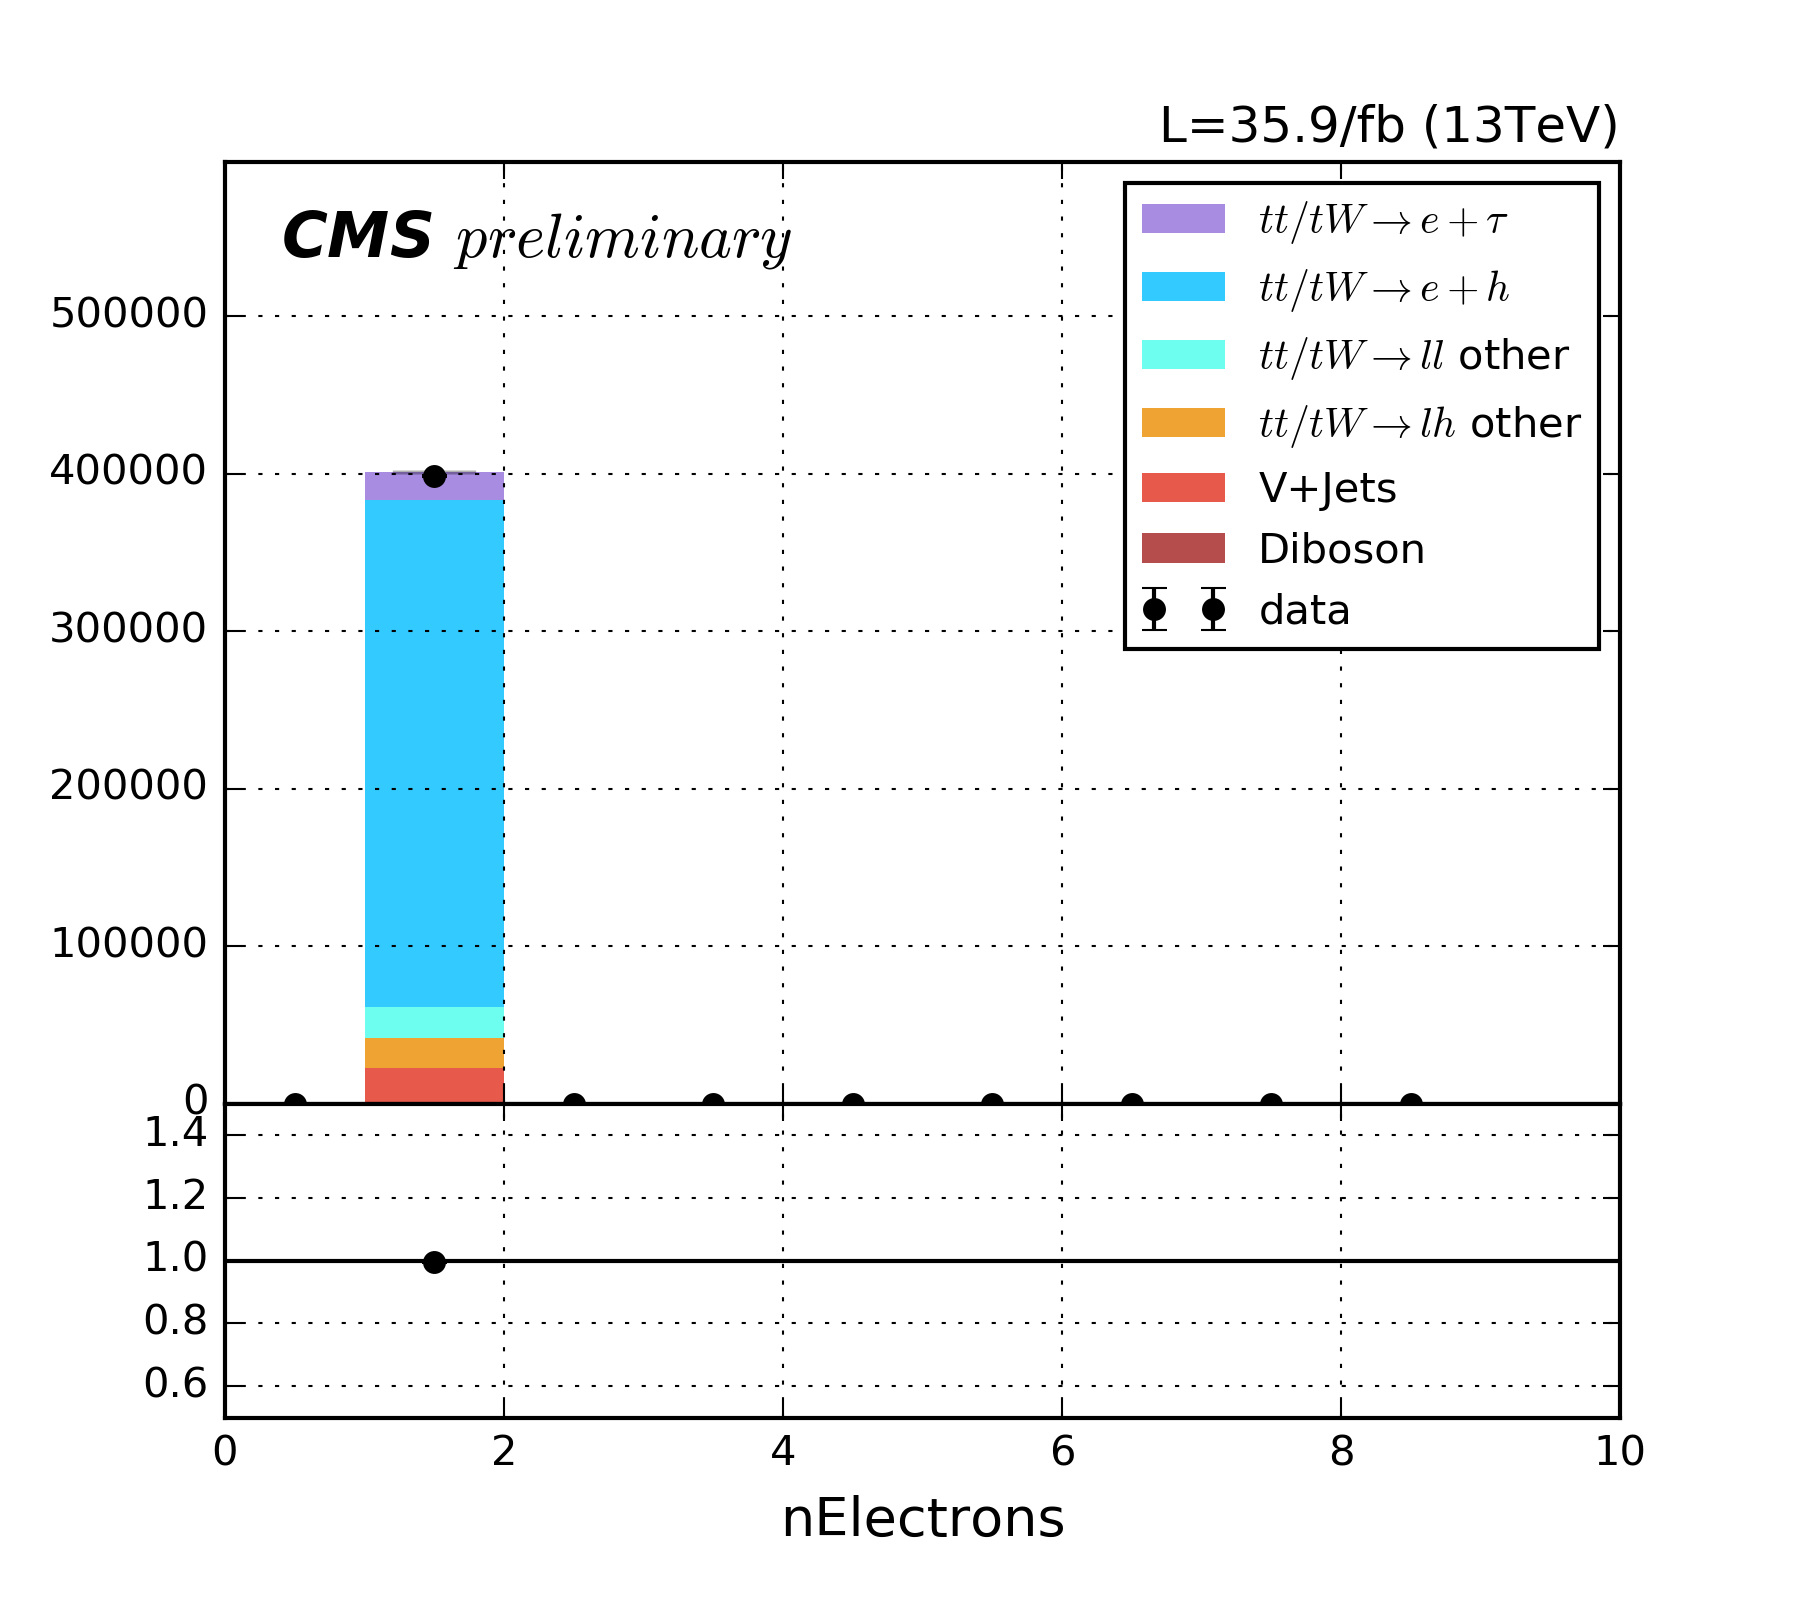 L=35.9/fb (13TeV)
CMS preliminary
tt/tW→e+τ
tt/tW→e+h
tt/tW→ll other
tt/tW→lh other
V+Jets
Diboson
data
500000
400000
300000
200000
100000
0
1.4
1.2
1.0
0.8
0.6
0 2 4 6 8 10
nElectrons